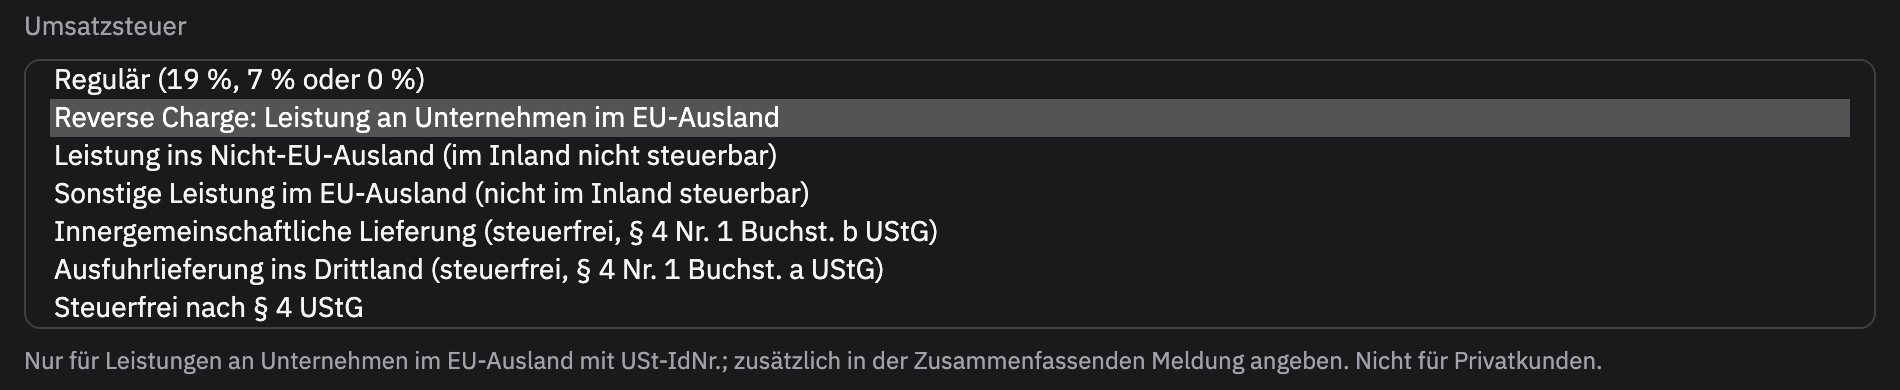 Umsatzsteuer
Regulär (19 %, 7 % oder 0 %)
Reverse Charge: Leistung an Unternehmen im EU-Ausland
Leistung ins Nicht-EU-Ausland (im Inland nicht steuerbar)
Sonstige Leistung im EU-Ausland (nicht im Inland steuerbar)
Innergemeinschaftliche Lieferung (steuerfrei, § 4 Nr. 1 Buchst. b UStG)
Ausfuhrlieferung ins Drittland (steuerfrei, § 4 Nr. 1 Buchst. a UStG)
Steuerfrei nach § 4 UStG
Nur für Leistungen an Unternehmen im EU-Ausland mit USt-IdNr.; zusätzlich in der Zusammenfassenden Meldung angeben. Nicht für Privatkunden.